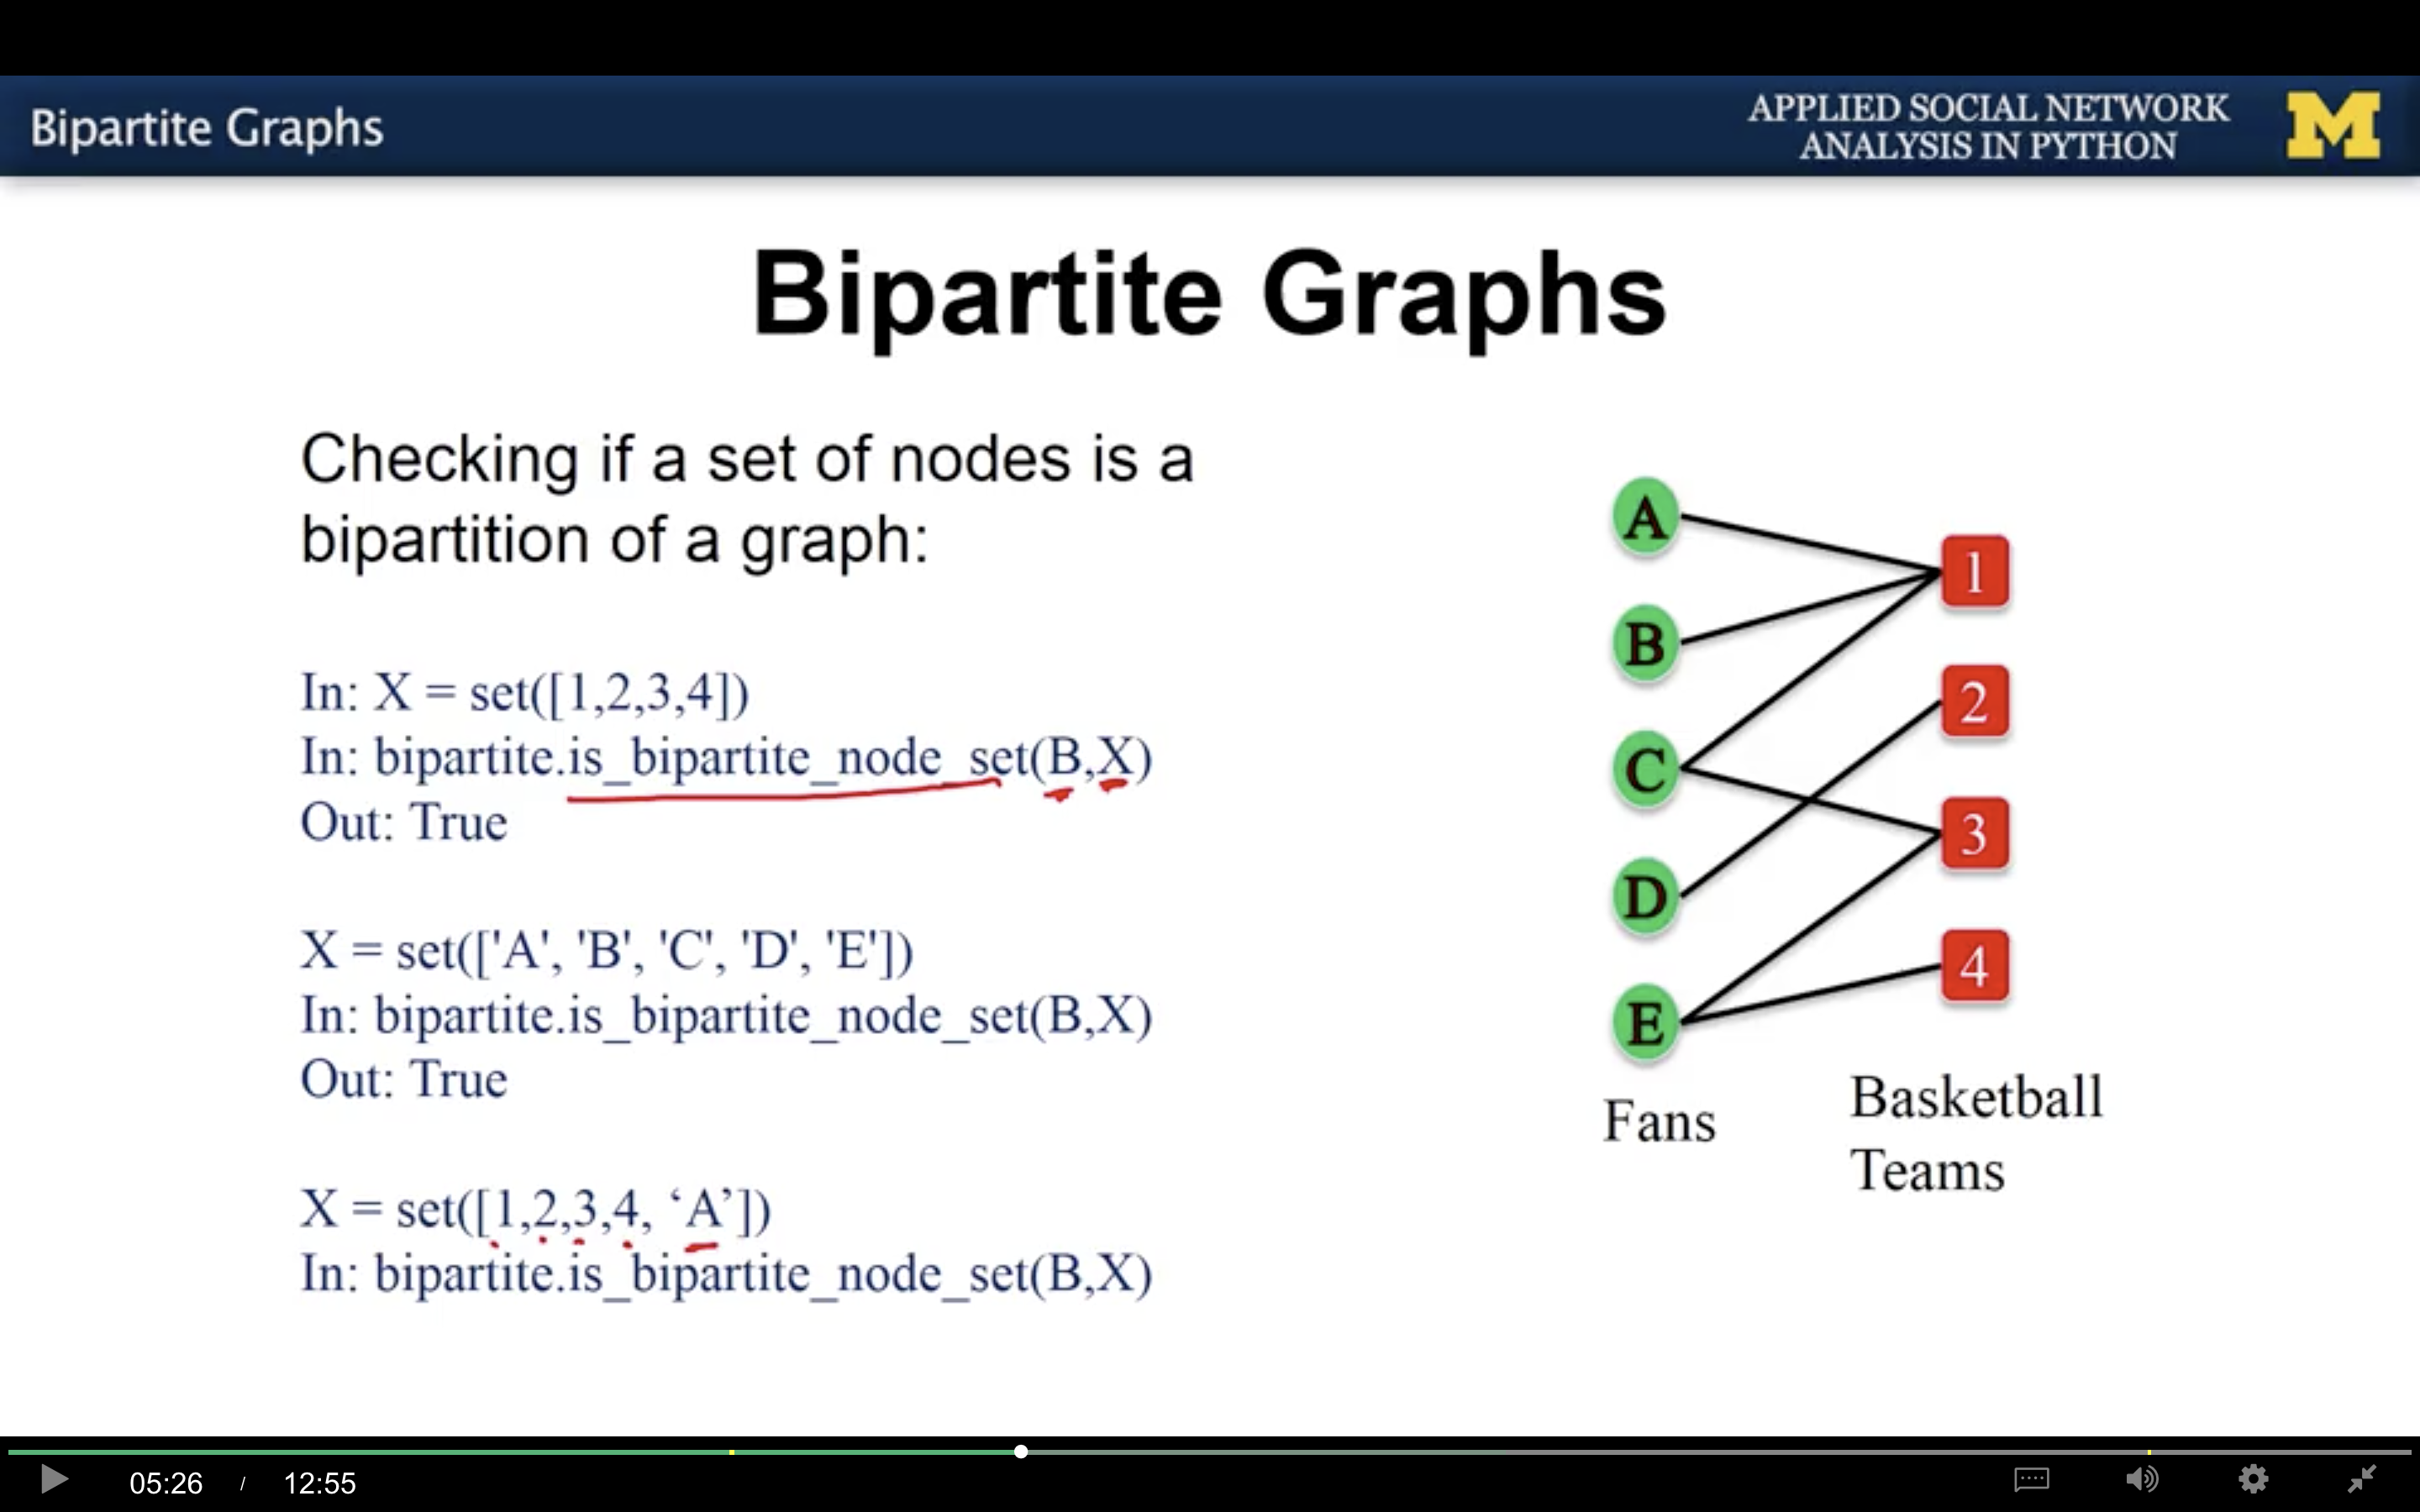 Bipartite Graphs
APPLIED SOCIAL NETWORK
ANALYSIS IN PYTHON
M
Bipartite Graphs
Checking if a set of nodes is a
bipartition of a graph:
In: X = set([1,2,3,4])
In: bipartite.is_bipartite_node_set(B,X)
Out: True
X = set(['A', 'B', 'C', 'D', 'E'])
In: bipartite.is_bipartite_node_set(B,X)
Out: True
X = set([1,2,3,4, ‘A’])
In: bipartite.is_bipartite_node_set(B,X)
A
B
C
D
E
Fans
1
2
3
4
Basketball
Teams
05:26 / 12:55